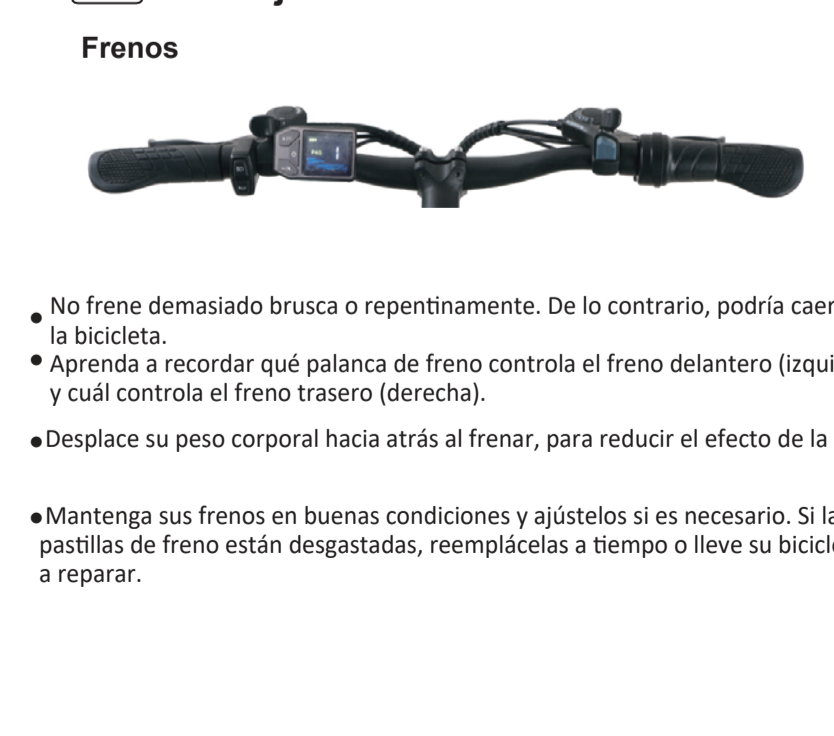 Frenos
No frene demasiado brusca o repentinamente. De lo contrario, podría caer
la bicicleta.
Aprenda a recordar qué palanca de freno controla el freno delantero
y cuál controla el freno trasero (derecha).
Desplace su peso corporal hacia atrás al frenar, para reducir el efecto de la
Mantenga sus frenos en buenas condiciones y ajústelos si es necesario. Si
pastillas de freno están desgastadas, reemplácelas a tiempo o lleve su
a reparar.